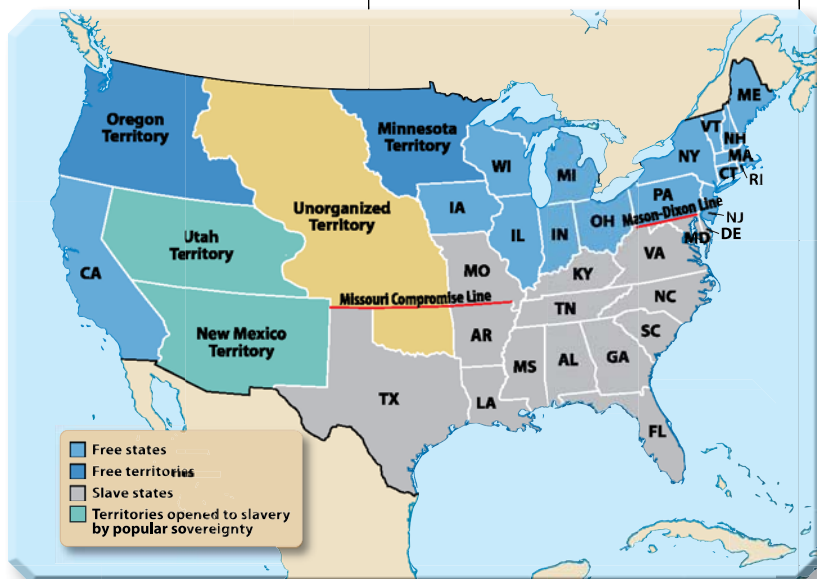 ME
Oregon
Territory
Minnesota
Territory
VT
NH
NY
MA
CT
RI
WI
MI
PA
Mason-Dixon Line
NJ
DE
MD
IA
OH
IL
IN
Unorganized
Territory
Utah
Territory
CA
MO
KY
VA
Missouri Compromise Line
NC
TN
New Mexico
Territory
AR
SC
MS
AL
GA
TX
LA
FL
Free states
Free territories
Slave states
Territories opened to slavery
by popular sovereignty